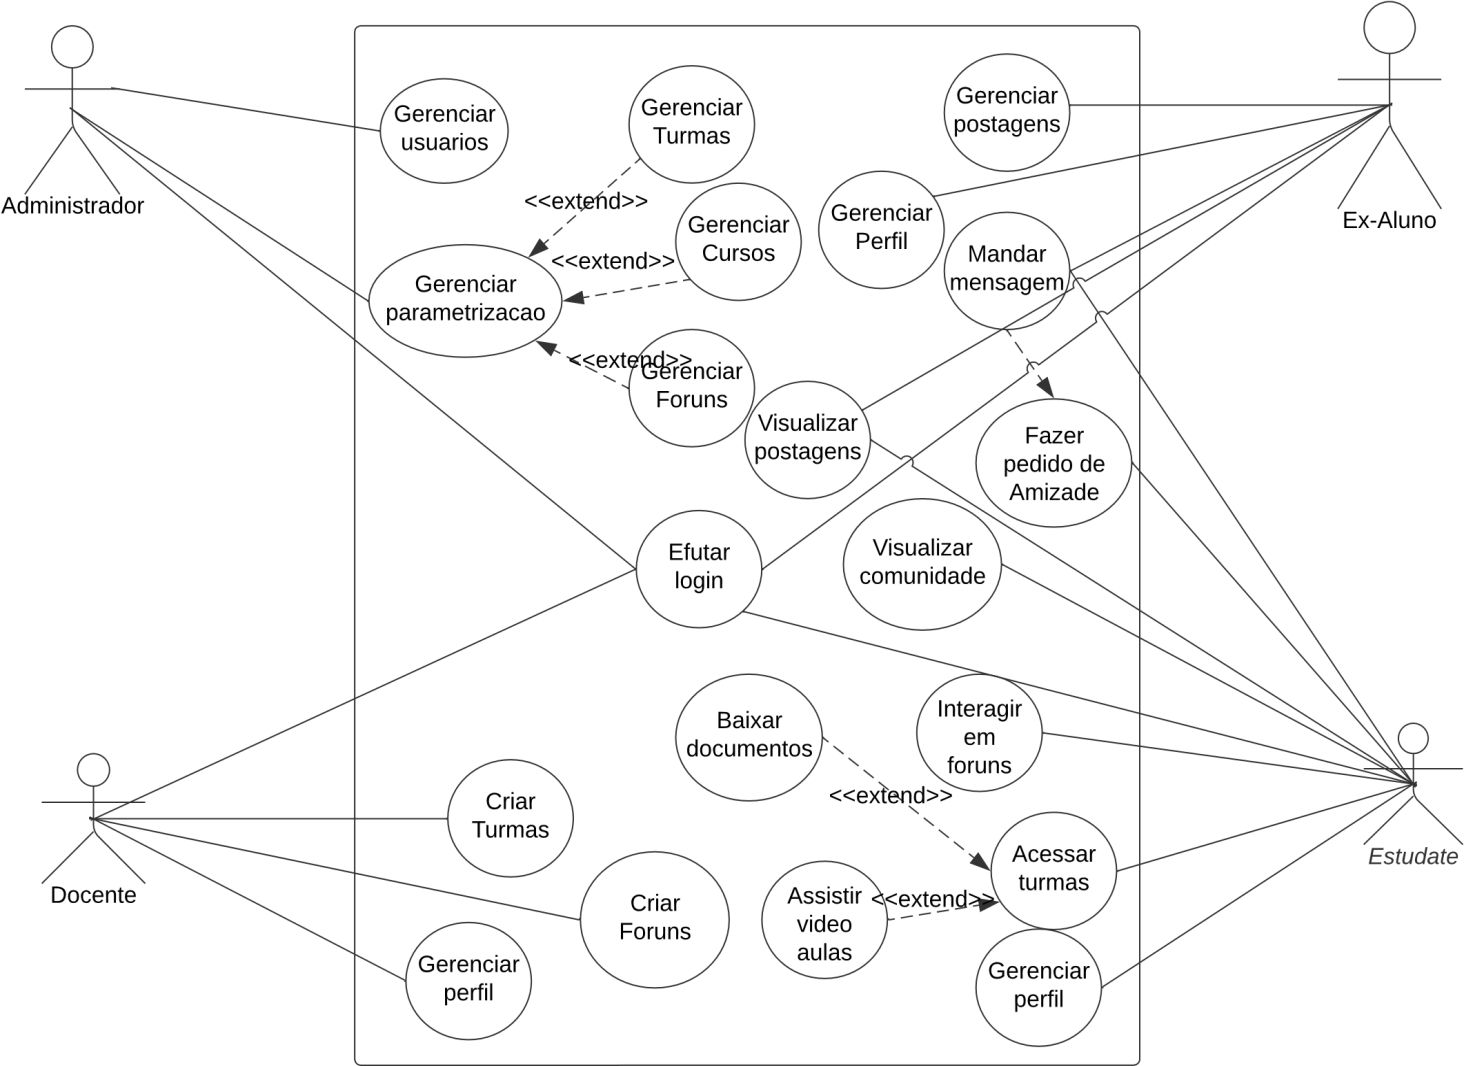 Administrador
Ex-Aluno
Gerenciar
usuarios
Gerenciar
Turmas
Gerenciar
postagens
<<extend>>
Gerenciar
Cursos
Gerenciar
Perfil
Mandar
mensagem
<<extend>>
Gerenciar
parametrizacao
<<extend>>
Gerenciar
Foruns
Visualizar
postagens
Fazer
pedido de
Amizade
Efutar
login
Visualizar
comunidade
Baixar
documentos
Interagir
em
foruns
<<extend>>
Criar
Turmas
Docente
Estudate
Acessar
turmas
Criar
Foruns
Assistir
video
aulas
<<extend>>
Gerenciar
perfil
Gerenciar
perfil